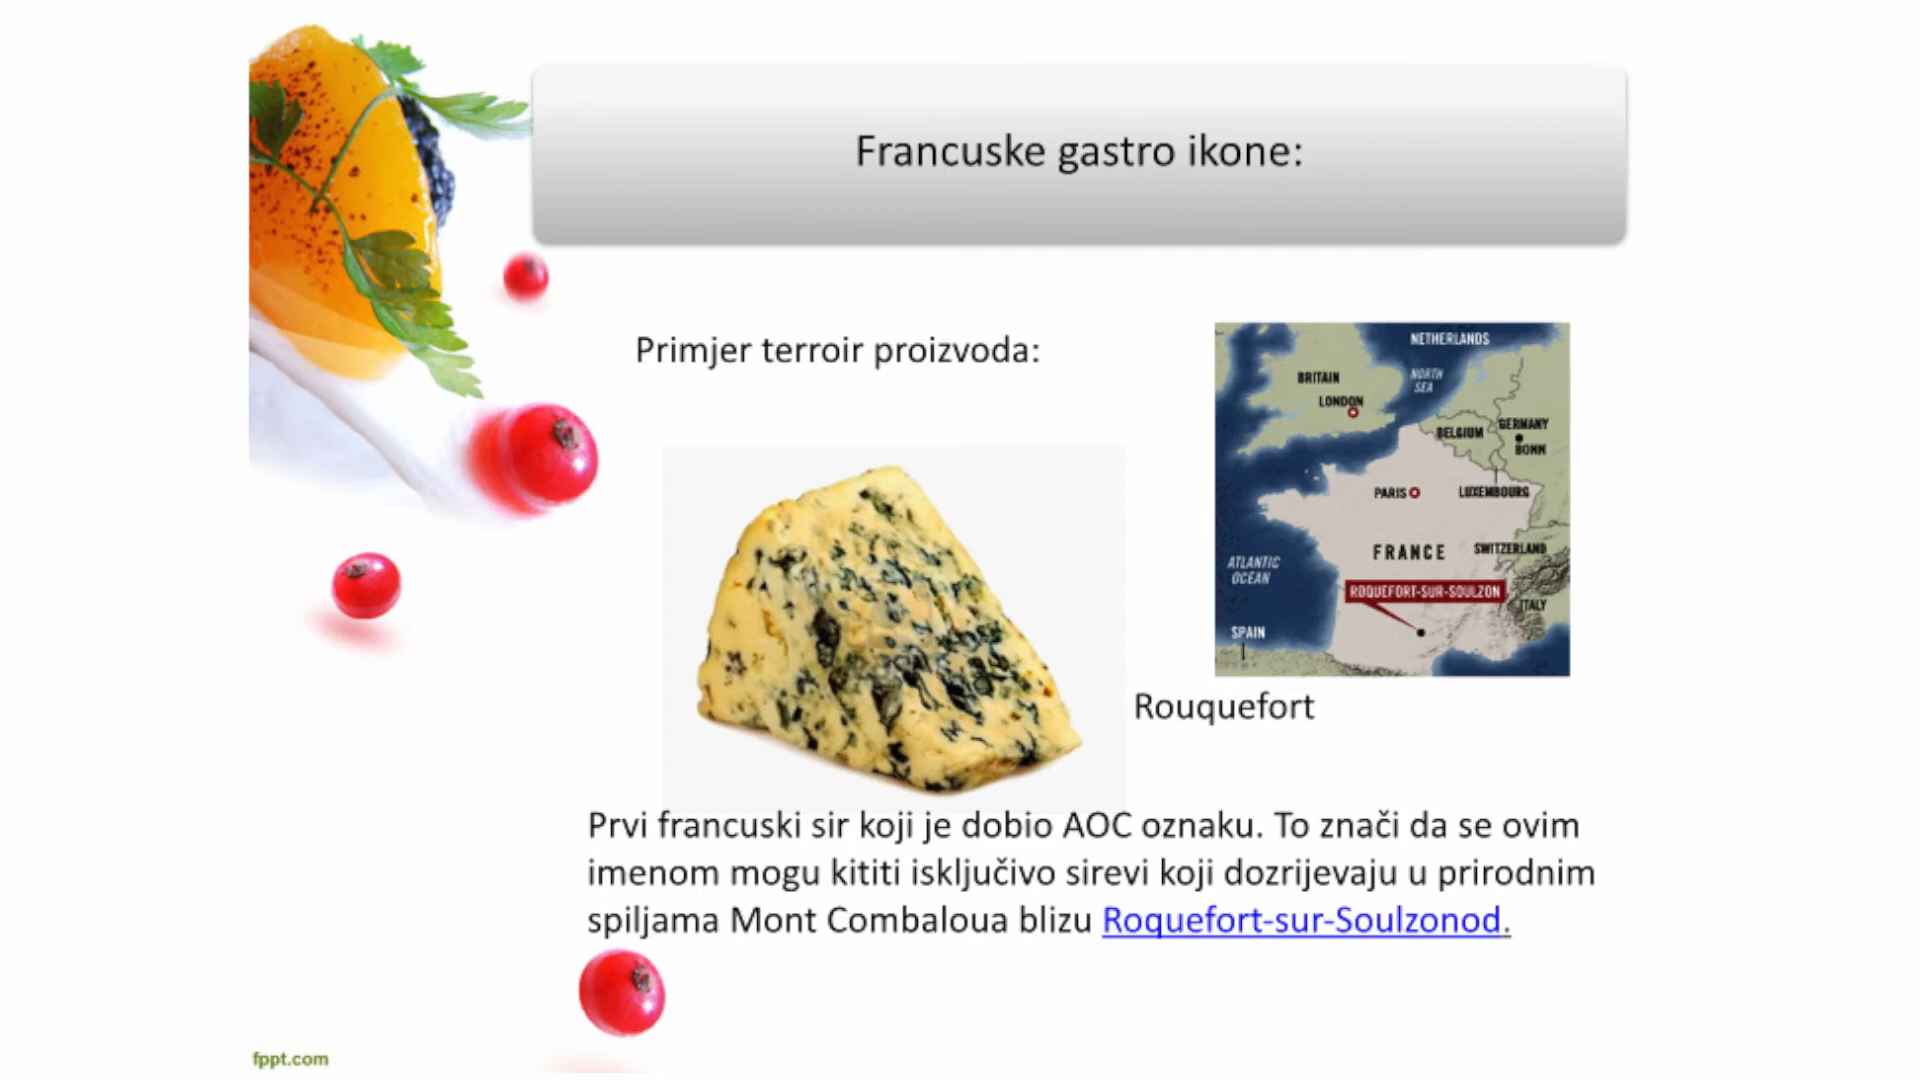 Francuske gastro ikone:
Primjer terroir proizvoda:
NETHERLANDS
BRITAIN
NORTH
SEA
LONDON
GERMANY
BELGIUM
BONN
PARIS
LUXEMBOURG
FRANCE
SWITZERLAND
ATLANTIC
OCEAN
ROQUEFORT-SUR-SOULZON
ITALY
SPAIN
Rouquefort
Prvi francuski sir koji je dobio AOC oznaku. To znači da se ovim
imenom mogu kititi isključivo sirevi koji dozrijevaju u prirodnim
spiljama Mont Combaloua blizu Roquefort-sur-Soulzonod.
fppt.com